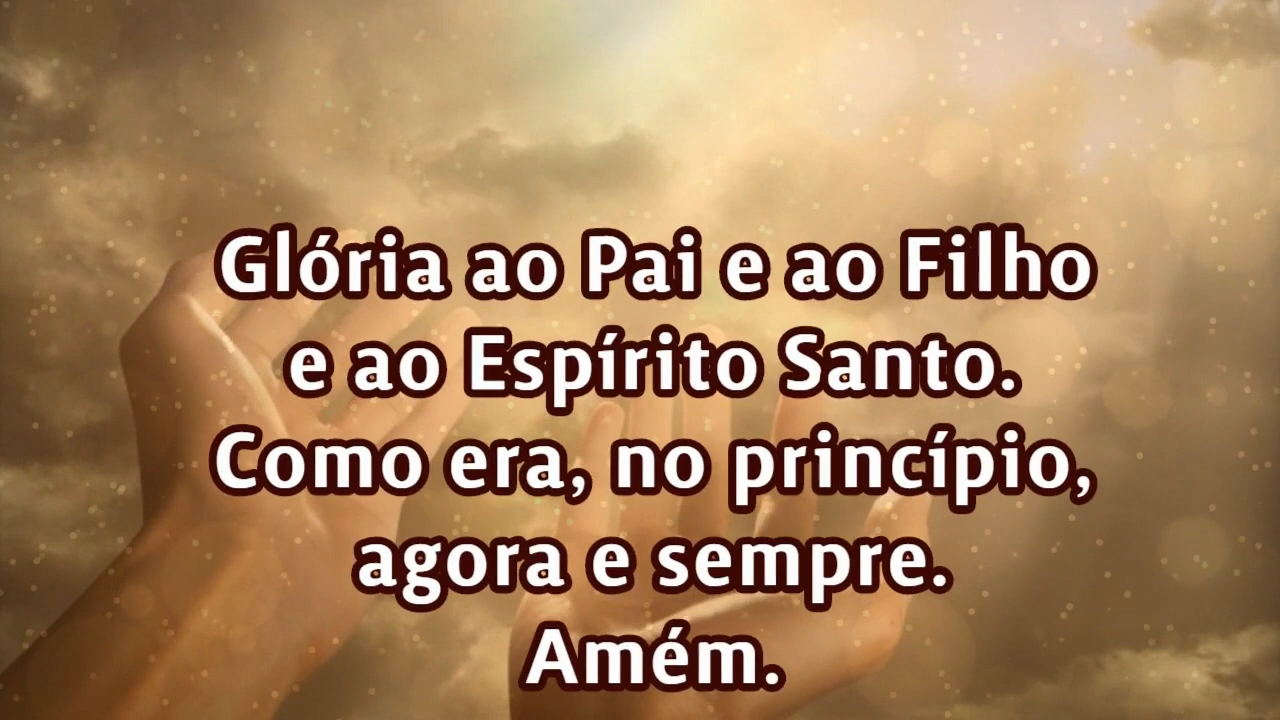 Glória ao Pai e ao Filho
e ao Espírito Santo.
Como era, no princípio,
agora e sempre.
Amém.